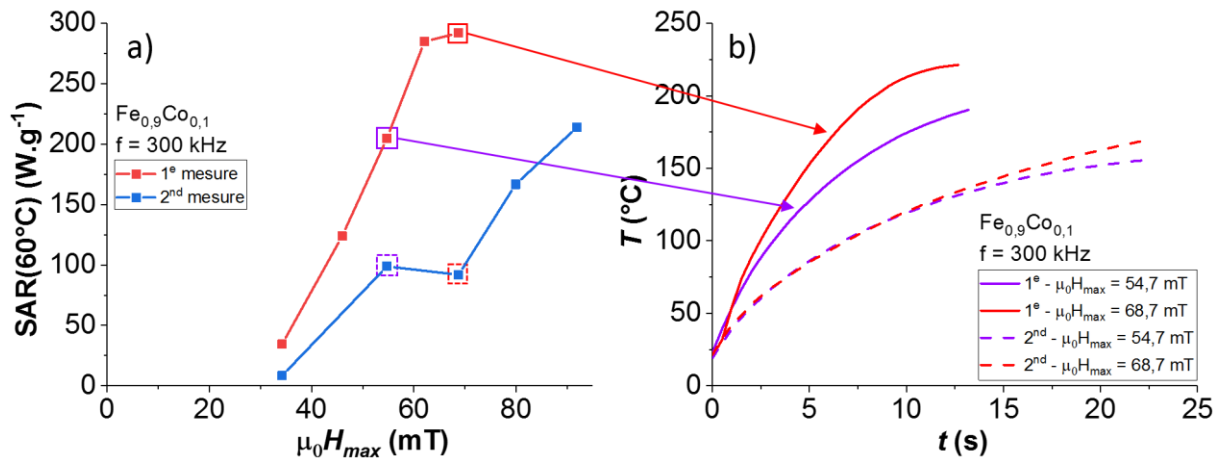 a)
300
250
200
150
100
50
0
SAR(60°C) (W.g⁻¹)
Fe₀,₉Co₀,₁
f = 300 kHz
1ᵉ mesure
2ⁿᵈ mesure
0 20 40 60 80
μ₀Hmax (mT)
b)
200
150
100
50
0
T (°C)
Fe₀,₉Co₀,₁
f = 300 kHz
1ᵉ - μ₀Hmax = 54,7 mT
1ᵉ - μ₀Hmax = 68,7 mT
2ⁿᵈ - μ₀Hmax = 54,7 mT
2ⁿᵈ - μ₀Hmax = 68,7 mT
0 5 10 15 20 25
t (s)